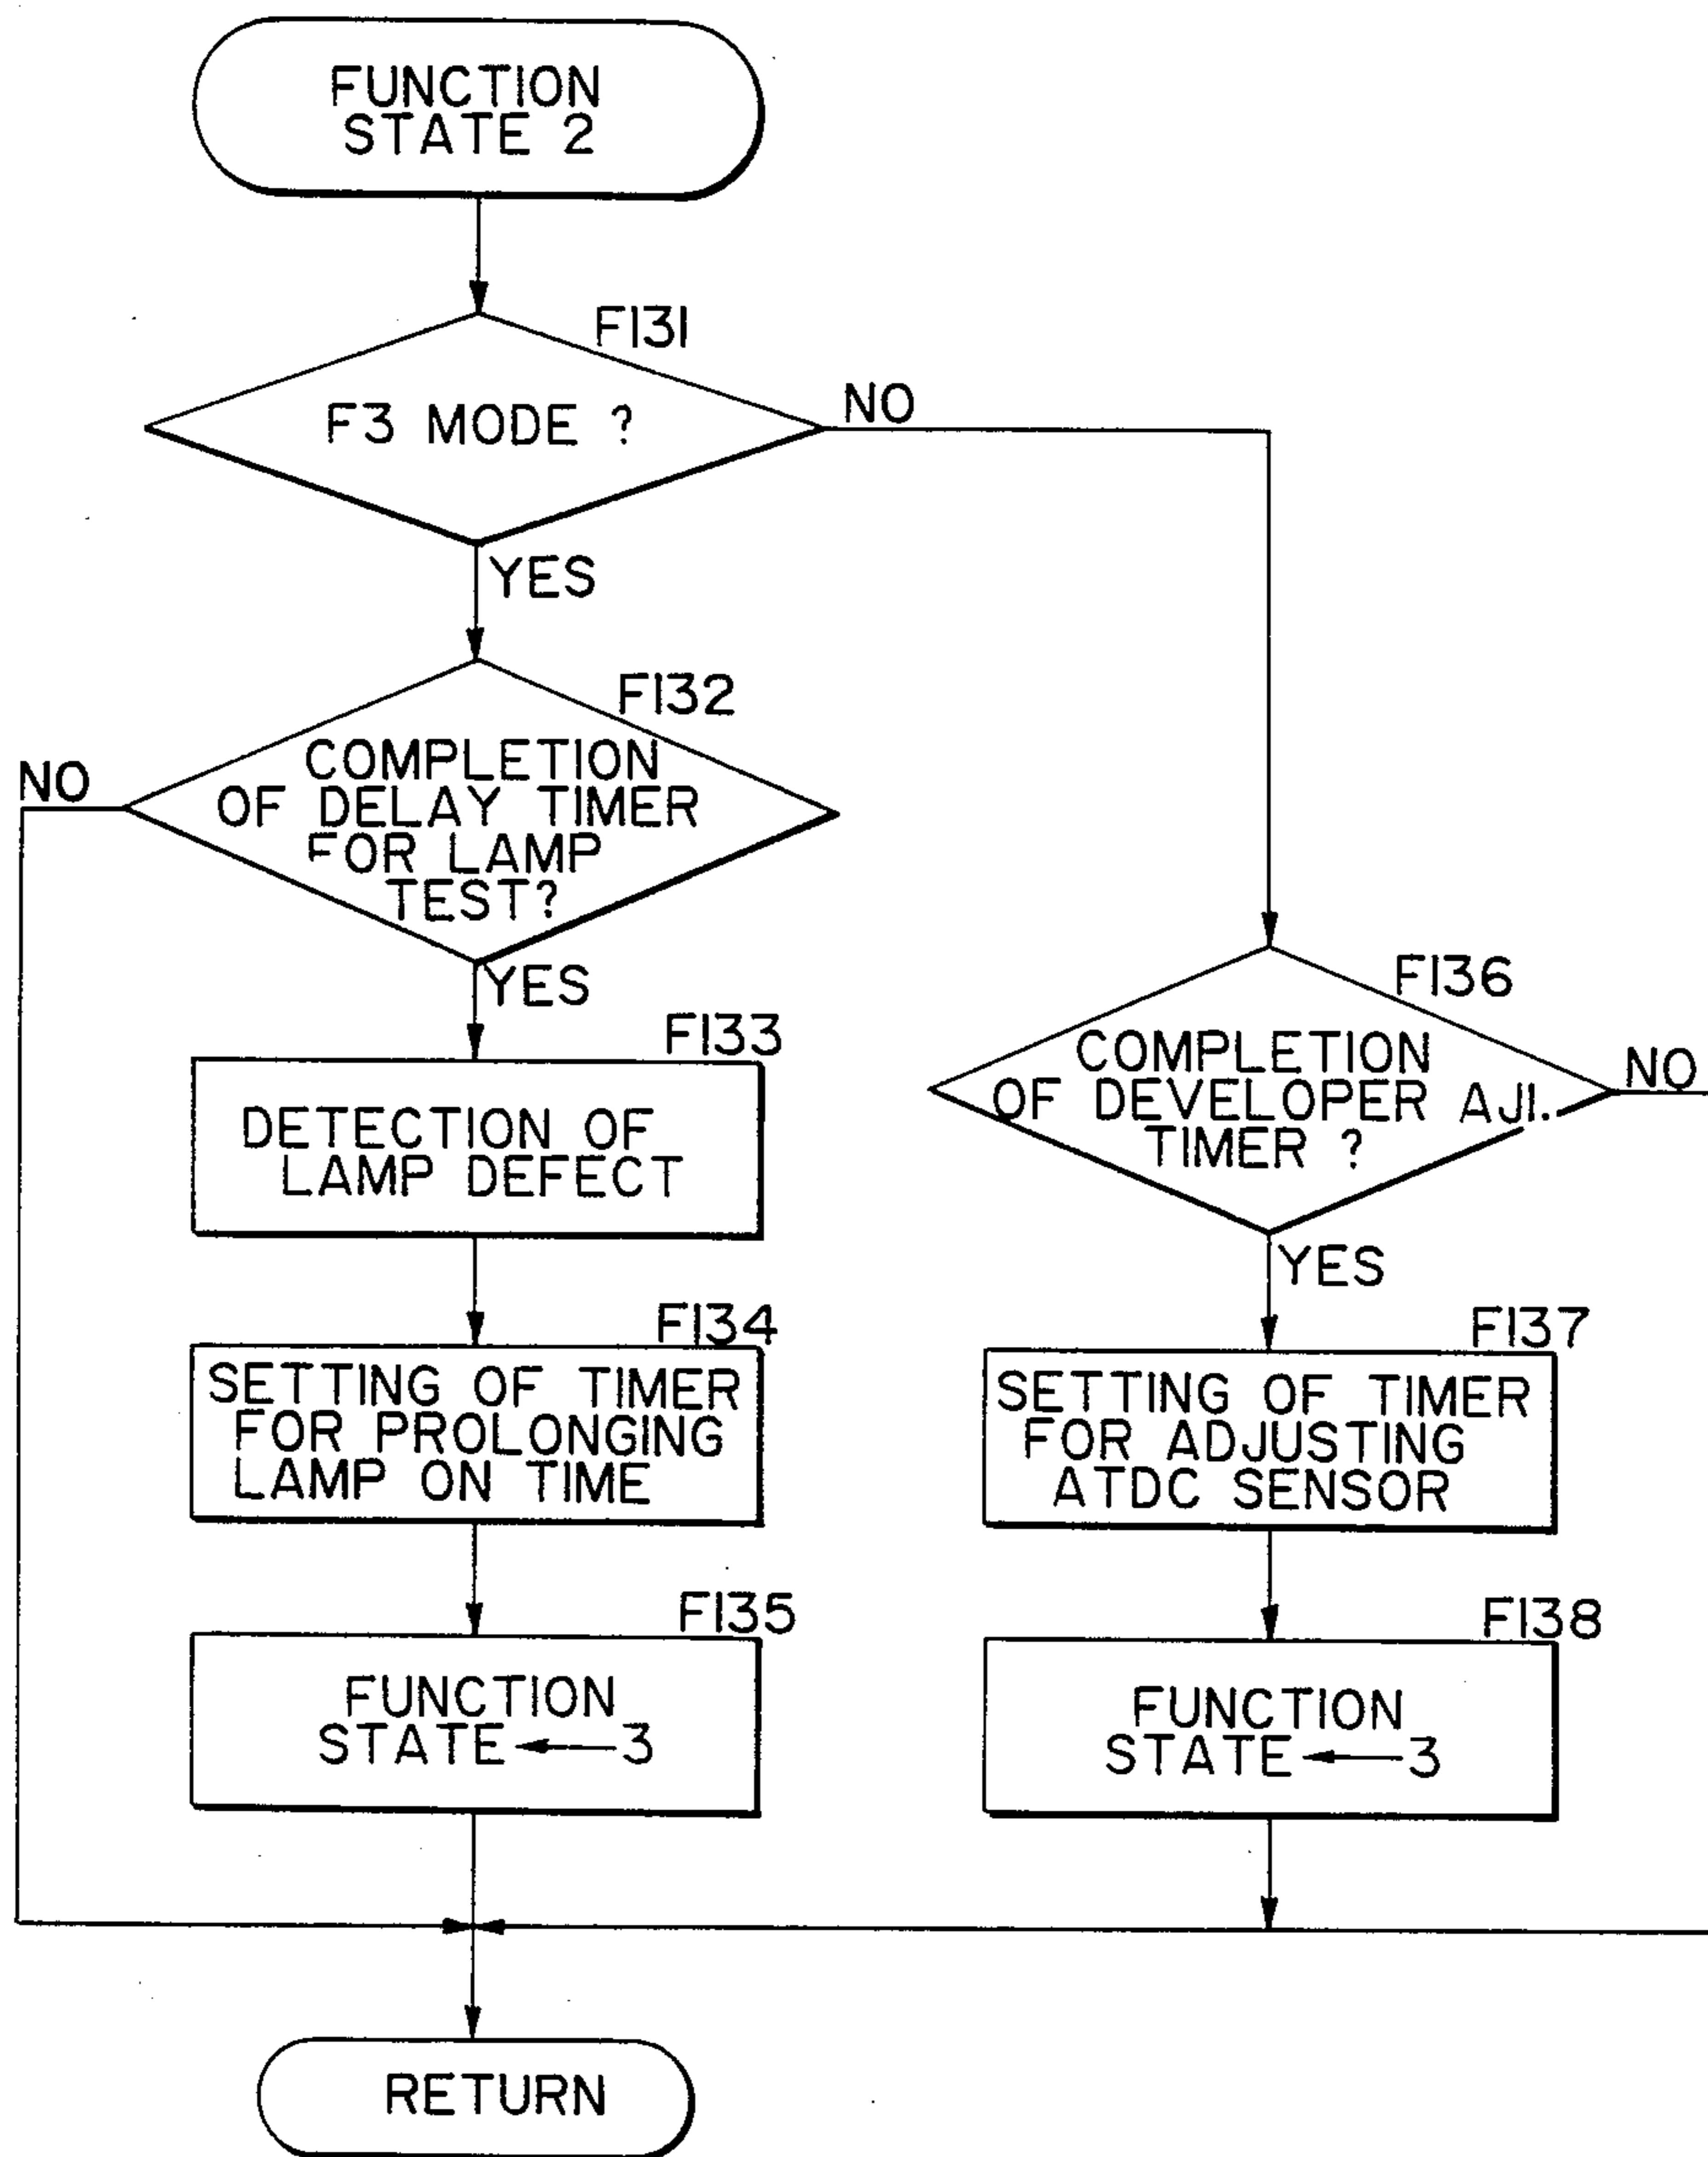 FUNCTION
STATE 2
F131
F3 MODE ?
NO
YES
F132
COMPLETION
OF DELAY TIMER
FOR LAMP
TEST?
NO
YES
F133
DETECTION OF
LAMP DEFECT
F134
SETTING OF TIMER
FOR PROLONGING
LAMP ON TIME
F135
FUNCTION
STATE ← 3
F136
COMPLETION
OF DEVELOPER AJI.
TIMER ?
NO
YES
F137
SETTING OF TIMER
FOR ADJUSTING
ATDC SENSOR
F138
FUNCTION
STATE ← 3
RETURN